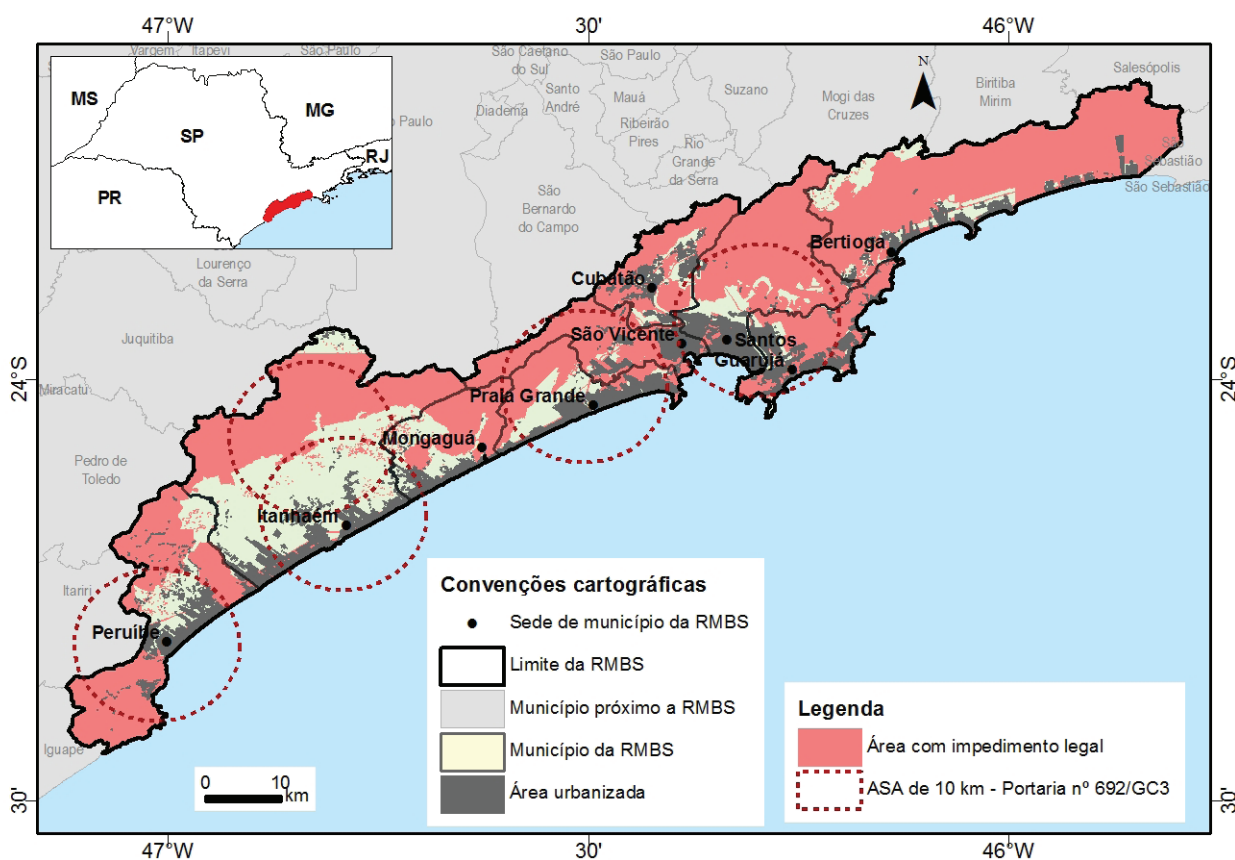 47°W
30'
46°W
Vargem
Itapevi
São Paulo
São Caetano
do Sul
São Paulo
Santo
André
Diadema
Mauá
Ribeirão
Pires
Suzano
Rio
Grande
da Serra
Mogi das
Cruzes
Biritiba
Mirim
Salesópolis
N
MS
SP
MG
RJ
PR
Paulo
São
Sebastião
São Sebastião
São
Bernardo
do Campo
Lourenço
da Serra
Juquitiba
Miracatu
Pedro de
Toledo
Itariri
Iguape
Bertioga
Cubatão
São Vicente
Santos
Guarujá
Praia Grande
Mongaguá
Itanhaém
Peruíbe
24°S
24°S
Convenções cartográficas
Sede de município da RMBS
Limite da RMBS
Município próximo a RMBS
Município da RMBS
Área urbanizada
Legenda
Área com impedimento legal
ASA de 10 km - Portaria nº 692/GC3
0 10
km
30'
30'
47°W
30'
46°W